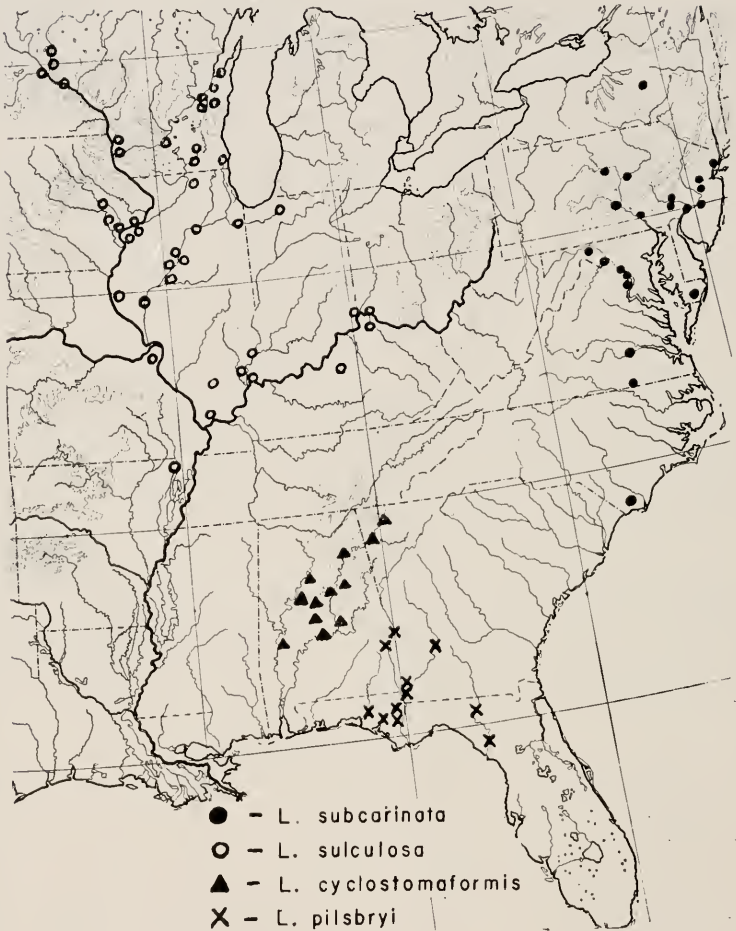 ● – L. subcarinata
○ – L. sulculosa
▲ – L. cyclostomaformis
X – L. pilsbryi